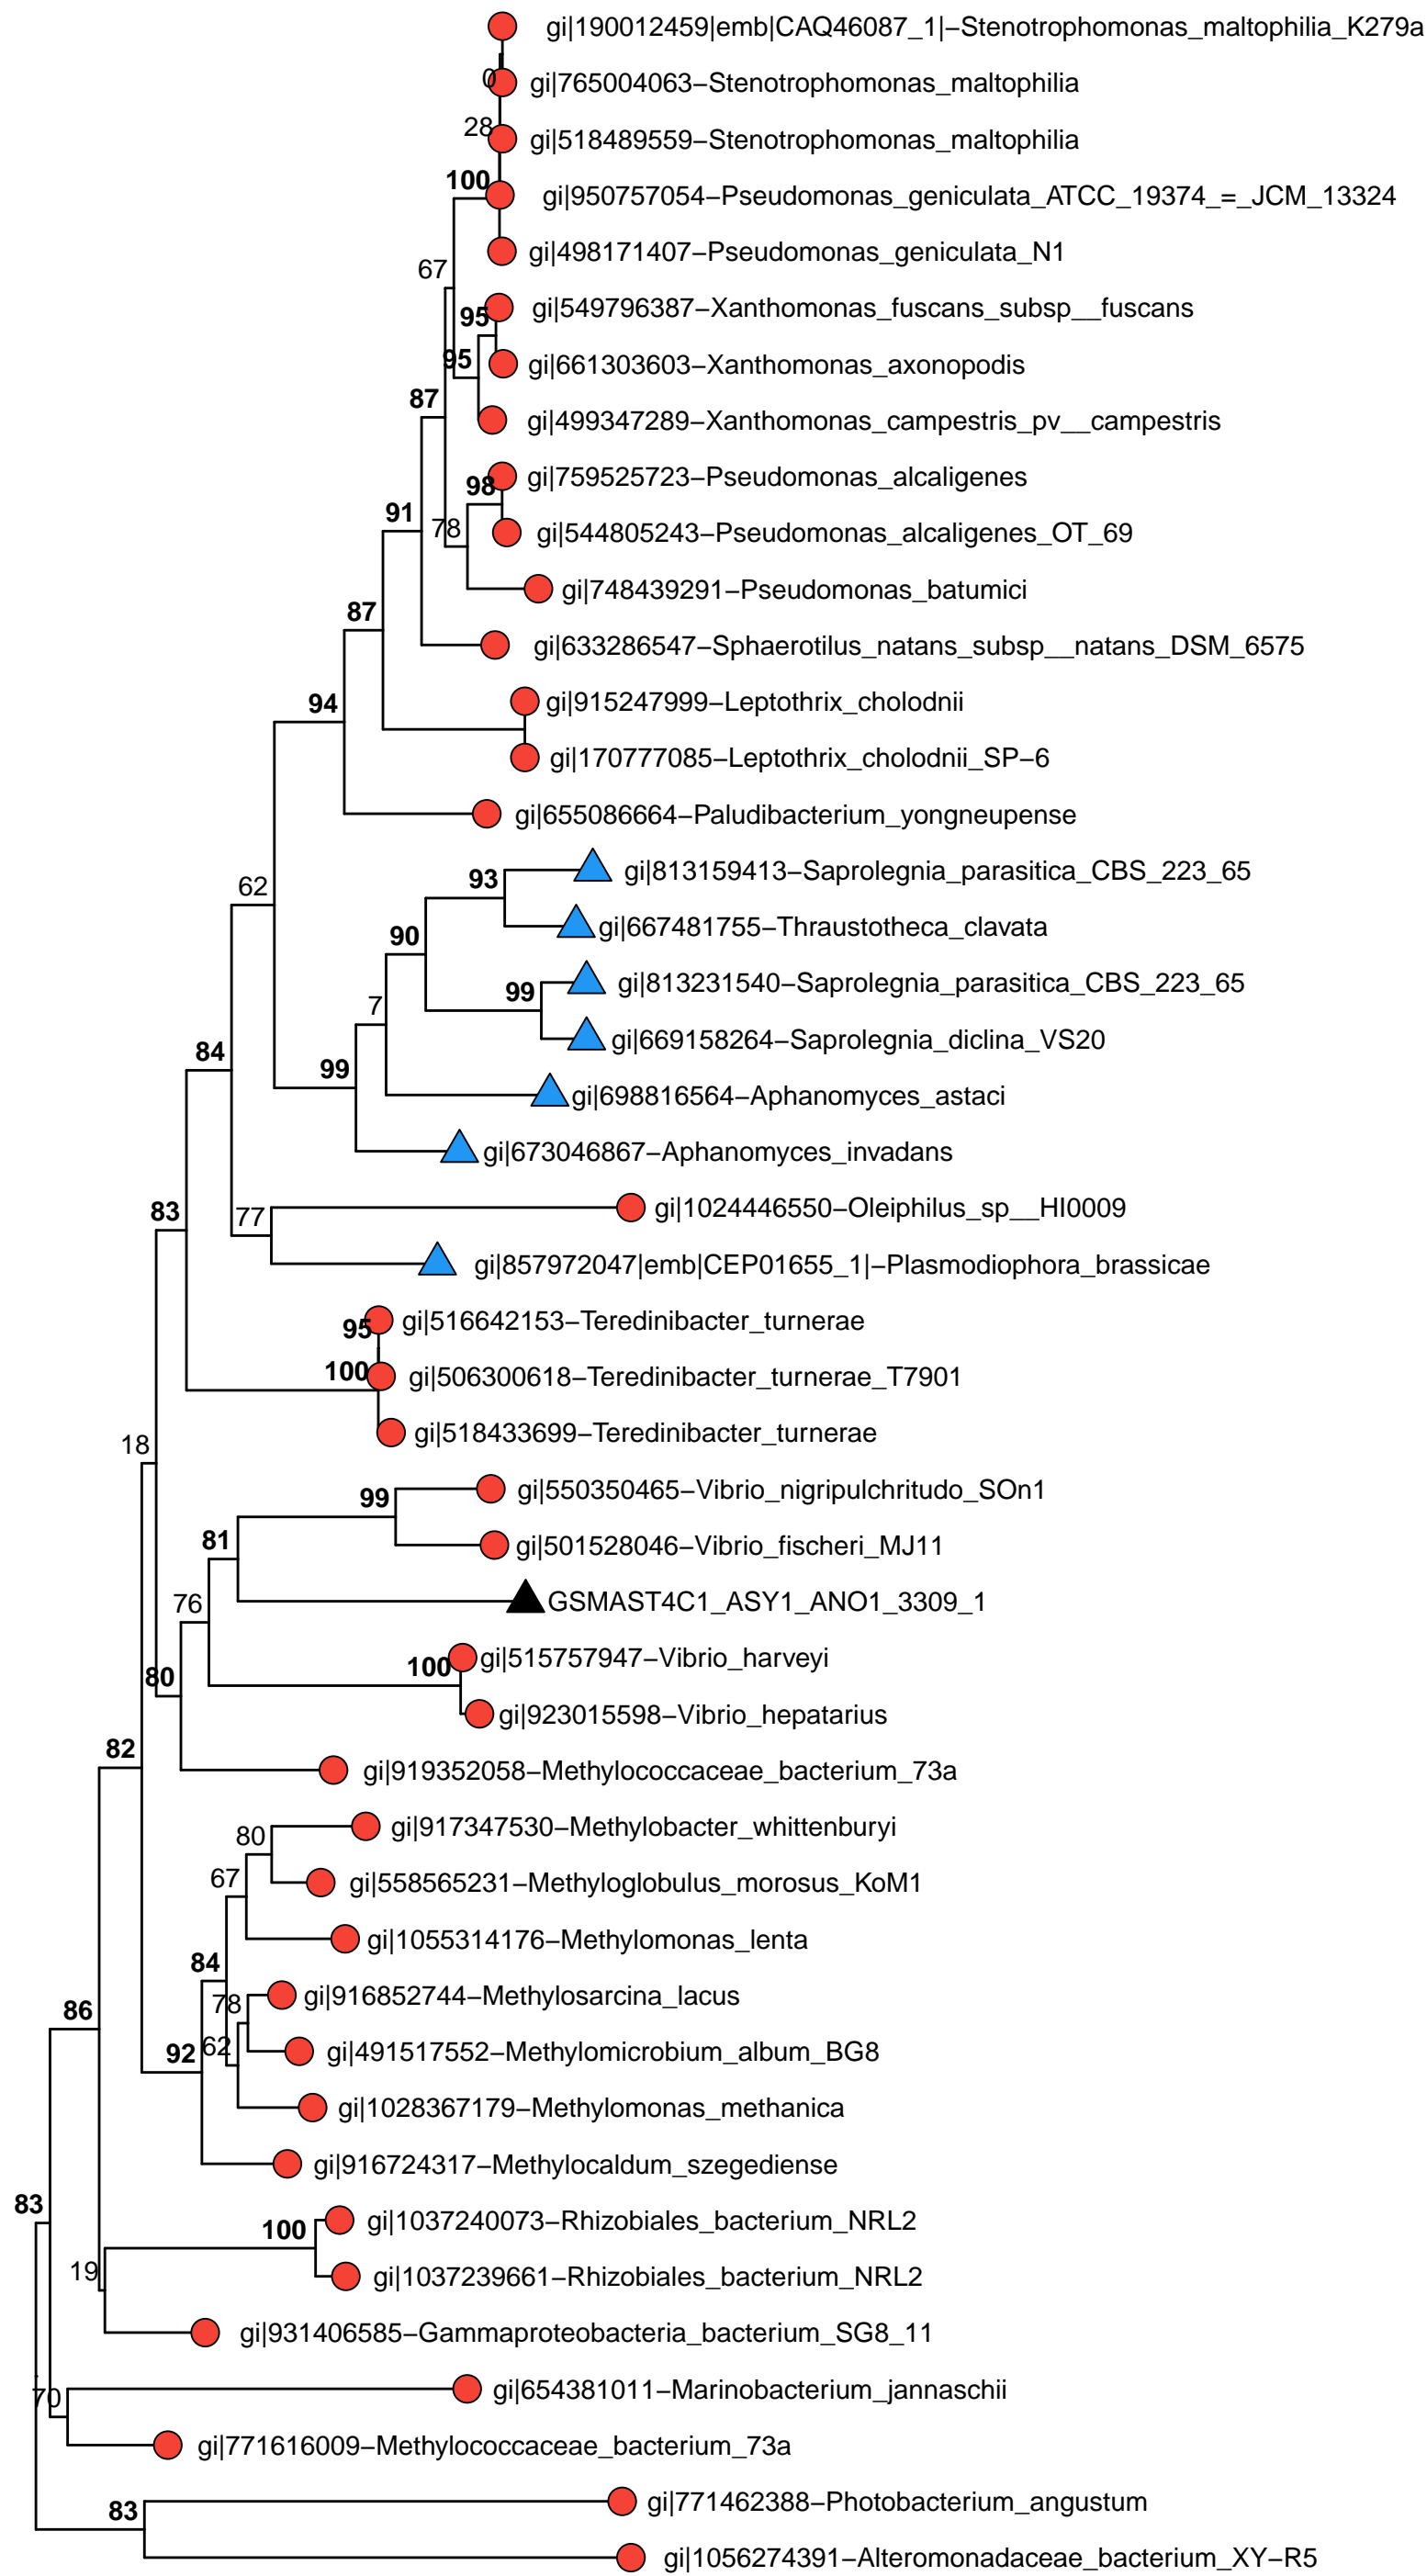 gi|190012459|emb|CAQ46087_1|−Stenotrophomonas_maltophilia_K279a
0
gi|765004063−Stenotrophomonas_maltophilia
28
gi|518489559−Stenotrophomonas_maltophilia
100
gi|950757054−Pseudomonas_geniculata_ATCC_19374_=_JCM_13324
gi|498171407−Pseudomonas_geniculata_N1
67
gi|549796387−Xanthomonas_fuscans_subsp__fuscans
95
95
gi|661303603−Xanthomonas_axonopodis
87
gi|499347289−Xanthomonas_campestris_pv__campestris
gi|759525723−Pseudomonas_alcaligenes
98
91
78
gi|544805243−Pseudomonas_alcaligenes_OT_69
gi|748439291−Pseudomonas_batumici
87
gi|633286547−Sphaerotilus_natans_subsp__natans_DSM_6575
94
gi|915247999−Leptothrix_cholodnii
gi|170777085−Leptothrix_cholodnii_SP−6
gi|655086664−Paludibacterium_yongneupense
62
93
gi|813159413−Saprolegnia_parasitica_CBS_223_65
90
gi|667481755−Thraustotheca_clavata
99
gi|813231540−Saprolegnia_parasitica_CBS_223_65
7
gi|669158264−Saprolegnia_diclina_VS20
84
99
gi|698816564−Aphanomyces_astaci
gi|673046867−Aphanomyces_invadans
83
77
gi|1024446550−Oleiphilus_sp__HI0009
gi|857972047|emb|CEP01655_1|−Plasmodiophora_brassicae
95
gi|516642153−Teredinibacter_turnerae
100
gi|506300618−Teredinibacter_turnerae_T7901
18
gi|518433699−Teredinibacter_turnerae
99
gi|550350465−Vibrio_nigripulchritudo_SOn1
81
gi|501528046−Vibrio_fischeri_MJ11
76
GSMAST4C1_ASY1_ANO1_3309_1
80
100
gi|515757947−Vibrio_harveyi
gi|923015598−Vibrio_hepatarius
82
gi|919352058−Methylococcaceae_bacterium_73a
80
gi|917347530−Methylobacter_whittenburyi
67
gi|558565231−Methyloglobulus_morosus_KoM1
84
gi|1055314176−Methylomonas_lenta
86
78
gi|916852744−Methylosarcina_lacus
92
62
gi|491517552−Methylomicrobium_album_BG8
gi|1028367179−Methylomonas_methanica
gi|916724317−Methylocaldum_szegediense
83
100
gi|1037240073−Rhizobiales_bacterium_NRL2
19
gi|1037239661−Rhizobiales_bacterium_NRL2
gi|931406585−Gammaproteobacteria_bacterium_SG8_11
70
gi|654381011−Marinobacterium_jannaschii
gi|771616009−Methylococcaceae_bacterium_73a
83
gi|771462388−Photobacterium_angustum
gi|1056274391−Alteromonadaceae_bacterium_XY−R5